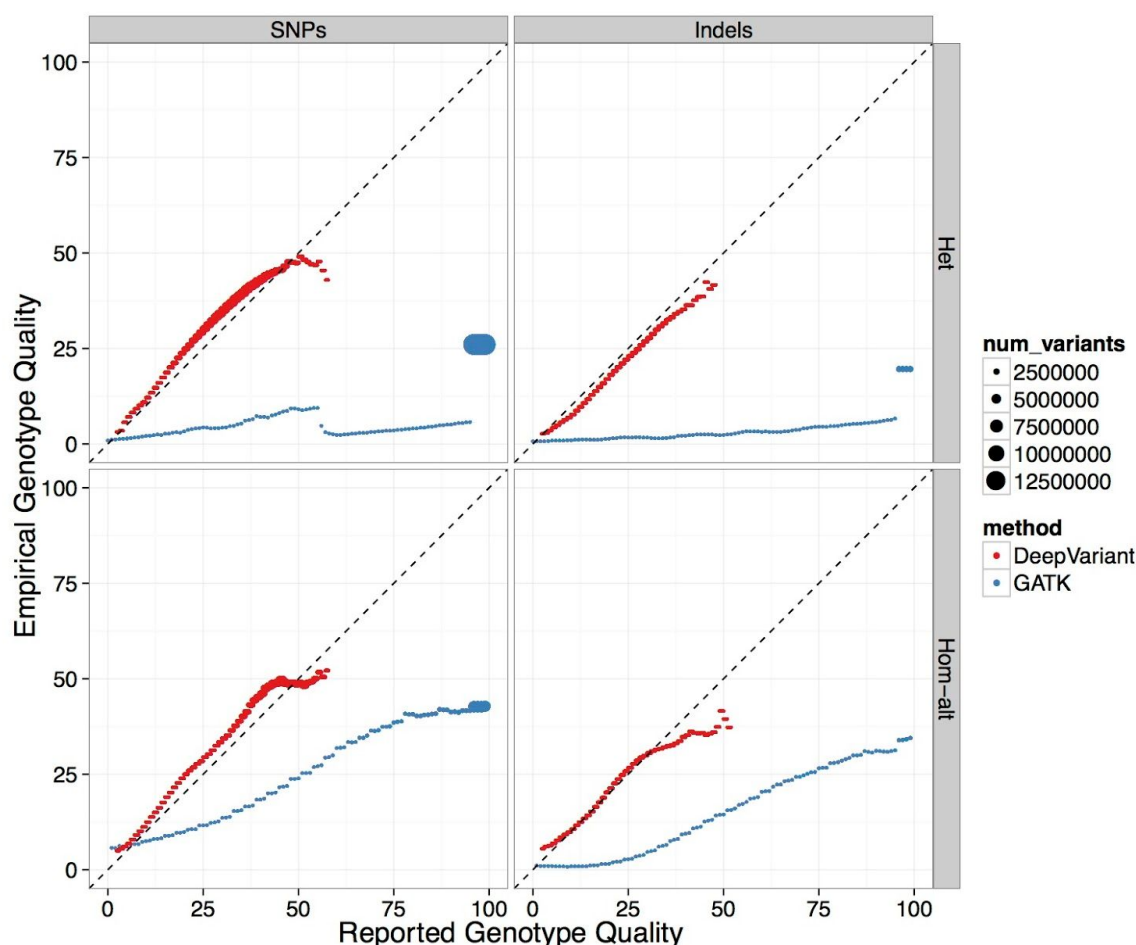 SNPs
Indels
100
75
50
25
0
Het
100
75
50
25
0
Hom-alt
Empirical Genotype Quality
0 25 50 75 100
0 25 50 75 100
Reported Genotype Quality
num_variants
2500000
5000000
7500000
10000000
12500000
method
DeepVariant
GATK